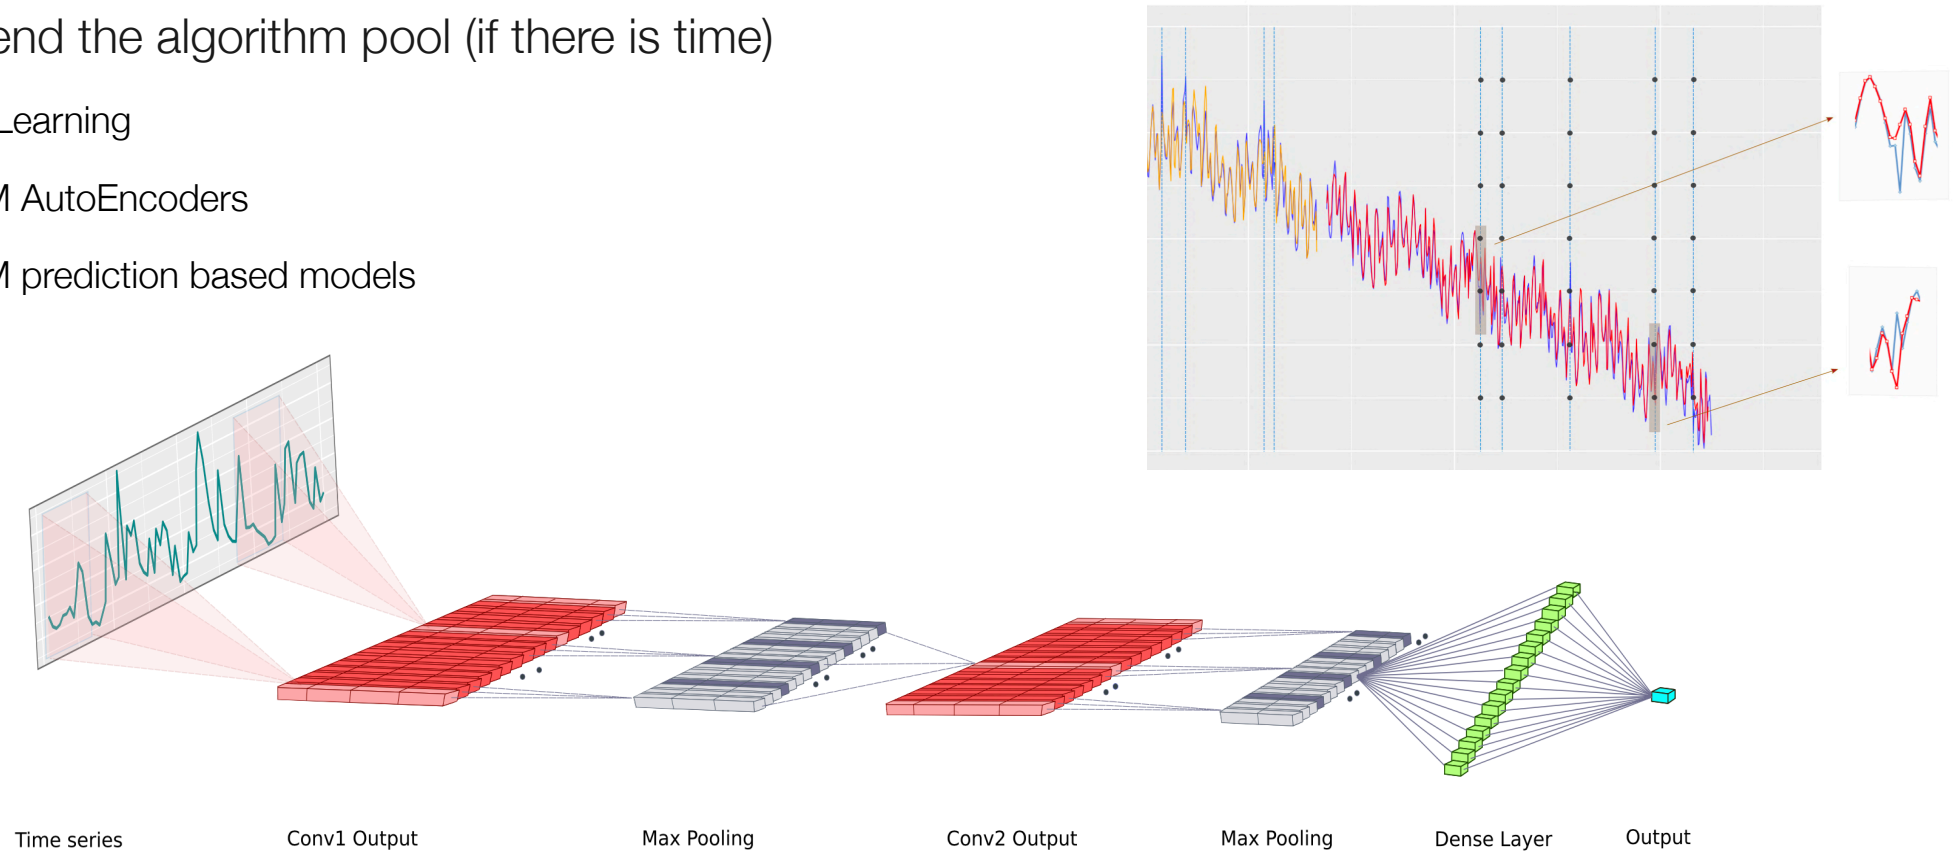 end the algorithm pool (if there is time)
Learning
M AutoEncoders
M prediction based models
Time series
Conv1 Output
Max Pooling
Conv2 Output
Max Pooling
Dense Layer
Output